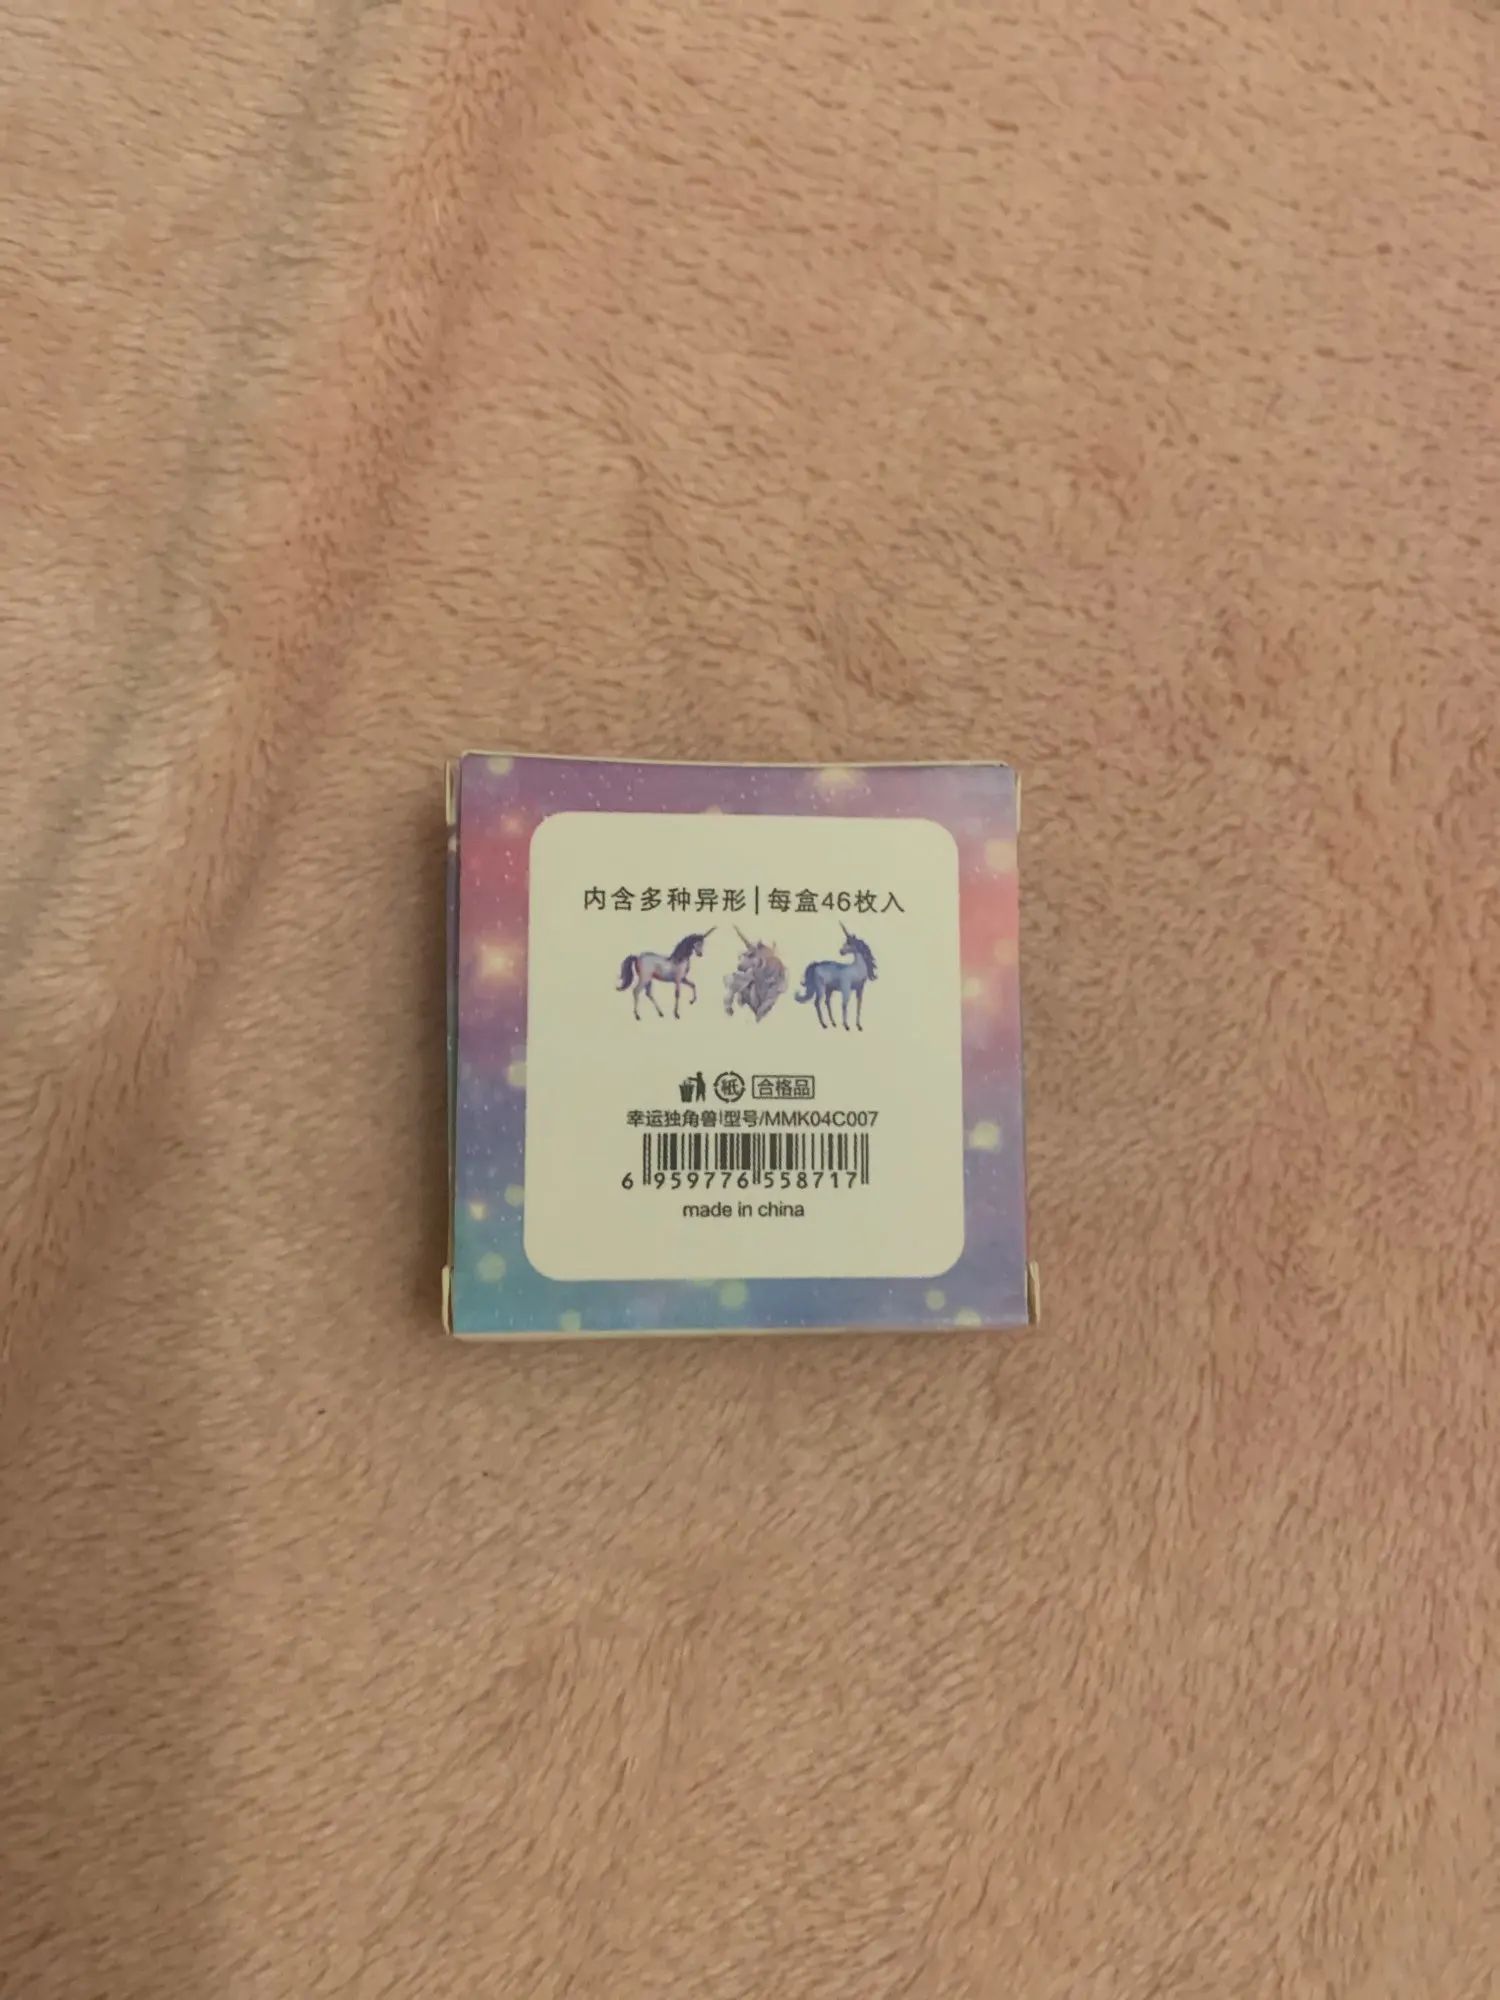 内含多种异形|每盒46枚入
紙 合格品
幸运独角兽|型号/MMK04C007
6 959776 558717
made in china